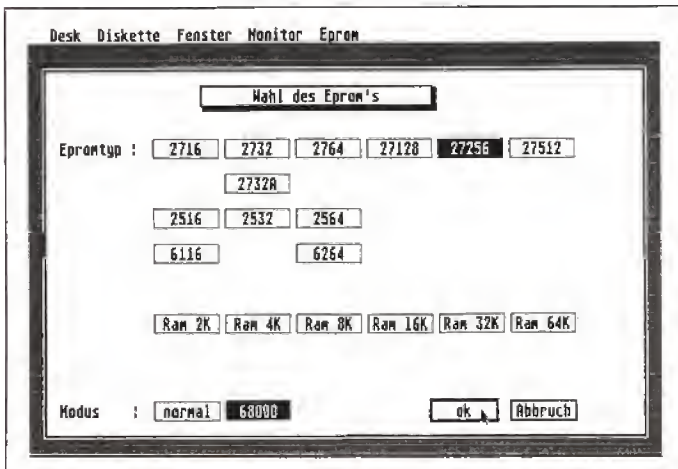 Desk Diskette Fenster Monitor Eprom
Wahl des Eprom's
Epromtyp : 2716 2732 2764 27128 27256 27512
2732A
2516 2532 2564
6116 6264
Ram 2K Ram 4K Ram 8K Ram 16K Ram 32K Ram 64K
Modus : normal 68000 ok Abbruch